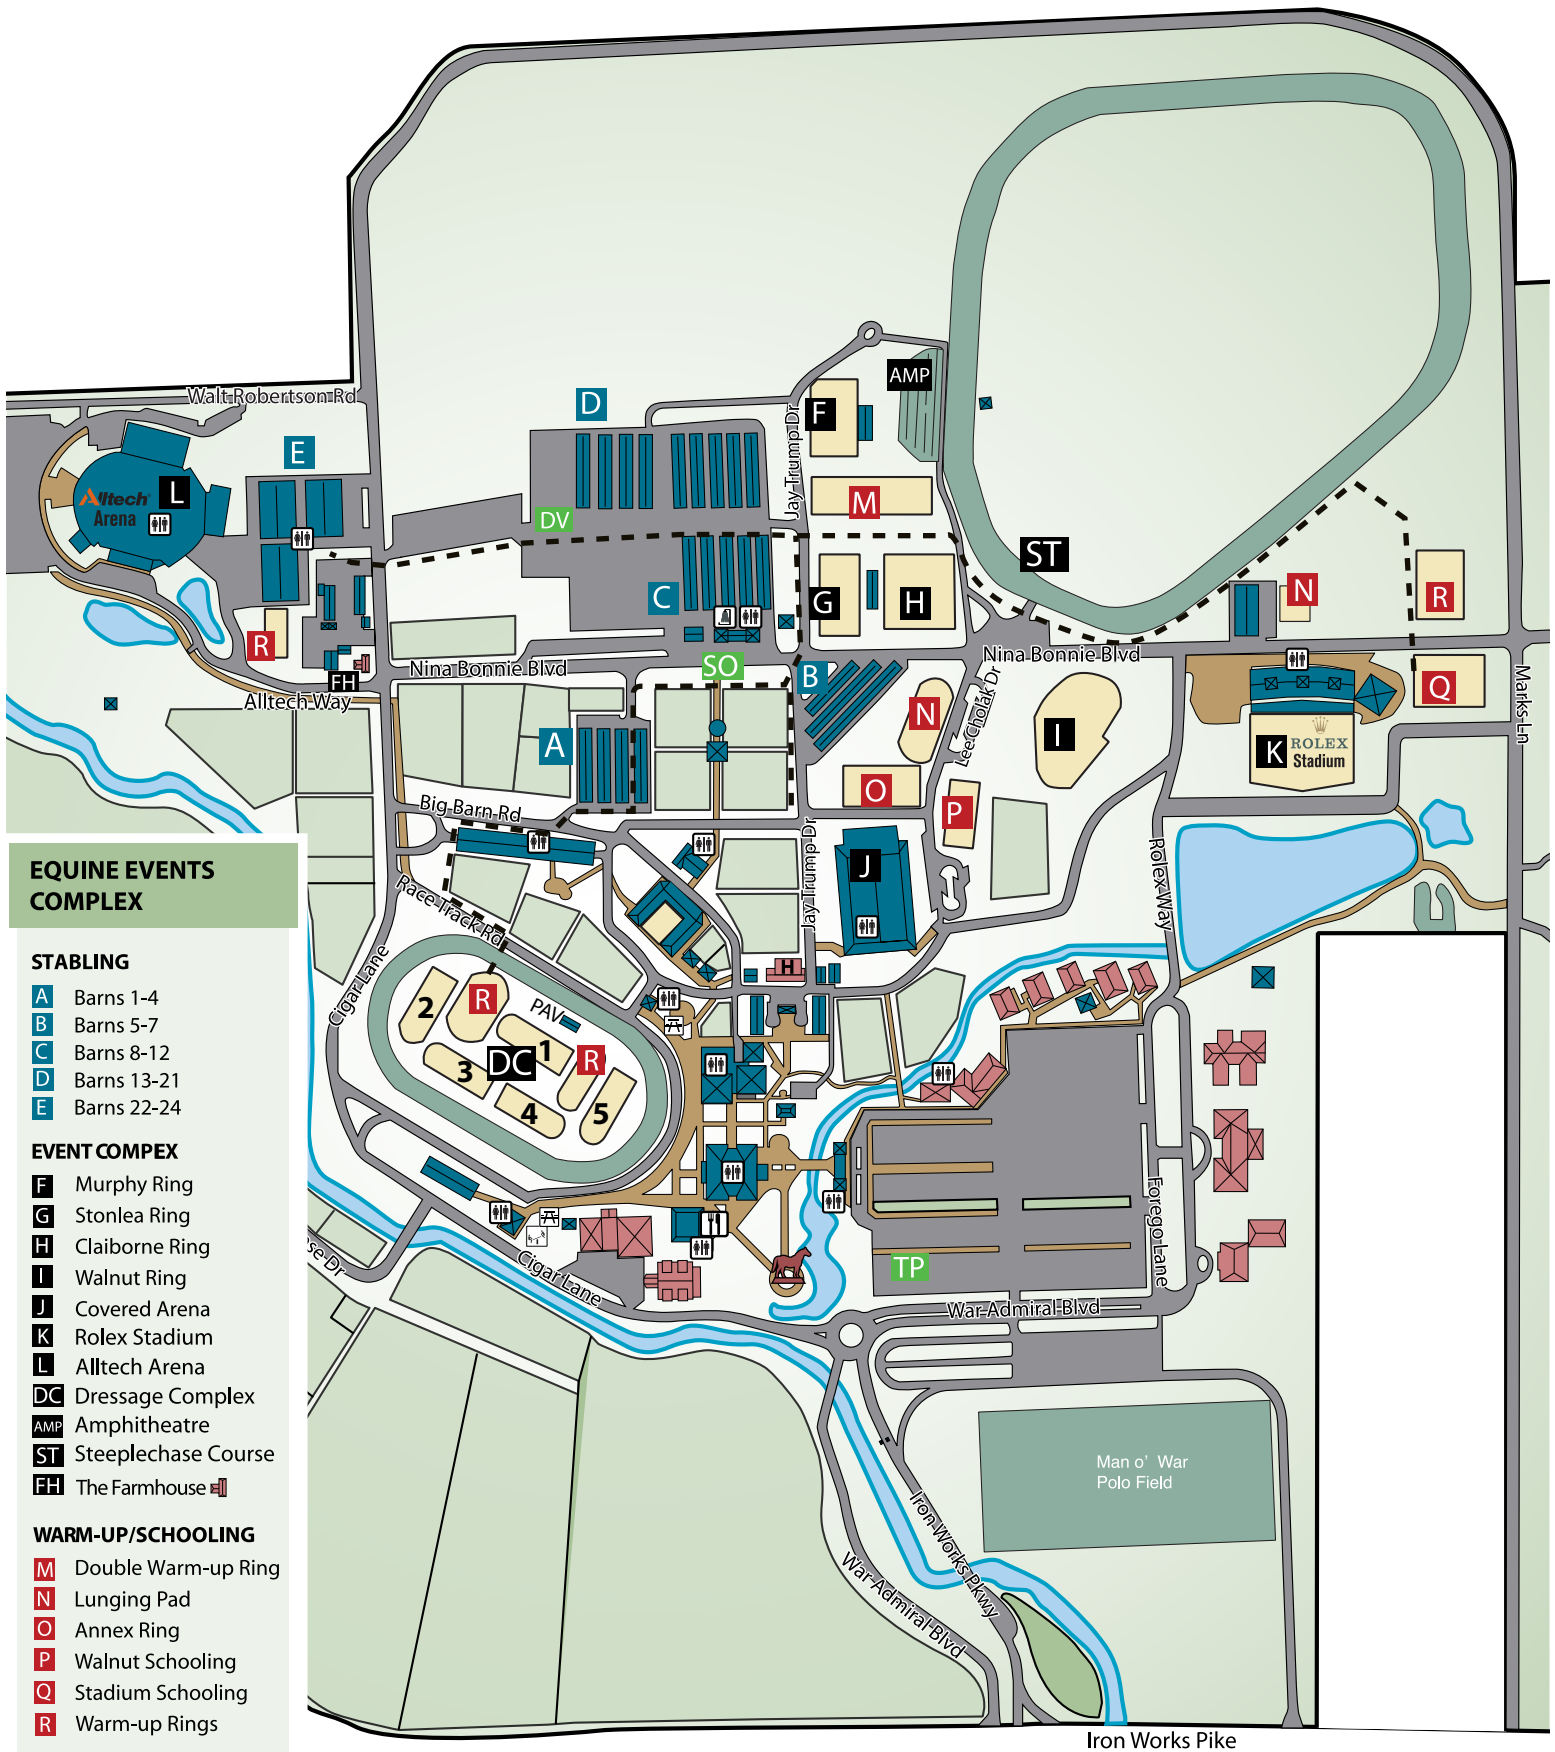 Walt Robertson Rd
E
L
Alltech
Arena
R
FH
Alltech Way
Nina Bonnie Blvd
D
DV
C
SO
B
A
Jay Trump Dr
F
AMP
M
G
H
ST
N
R
Nina Bonnie Blvd
Q
Marks Ln
K
ROLEX
Stadium
N
Lee Cholak Dr
I
O
P
Big Barn Rd
J
Jay Trump Dr
Rolex Way
Race Track Rd
H
Cigar Lane
2
R
PAV
1
DC
R
3
4
5
Forego Lane
TP
War Admiral Blvd
se Dr
Cigar Lane
Man o' War
Polo Field
Iron Works Pkwy
War Admiral Blvd
Iron Works Pike
EQUINE EVENTS
COMPLEX
STABLING
A Barns 1-4
B Barns 5-7
C Barns 8-12
D Barns 13-21
E Barns 22-24
EVENT COMPEX
F Murphy Ring
G Stonlea Ring
H Claiborne Ring
I Walnut Ring
J Covered Arena
K Rolex Stadium
L Alltech Arena
DC Dressage Complex
AMP Amphitheatre
ST Steeplechase Course
FH The Farmhouse
WARM-UP/SCHOOLING
M Double Warm-up Ring
N Lunging Pad
O Annex Ring
P Walnut Schooling
Q Stadium Schooling
R Warm-up Rings